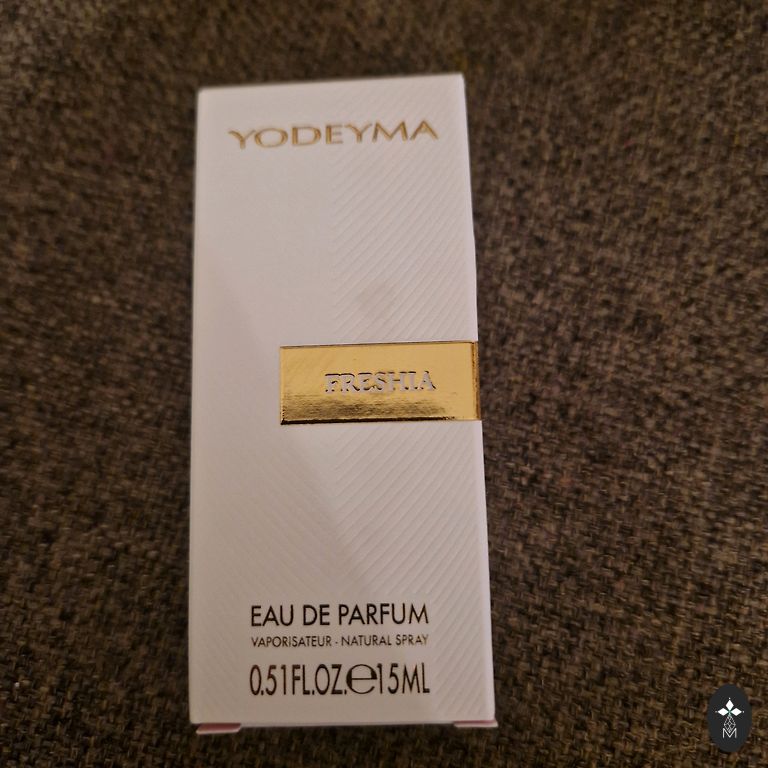 YODEYMA
FRESHIA
EAU DE PARFUM
VAPORISATEUR - NATURAL SPRAY
0.51FL.OZ.℮15ML
M